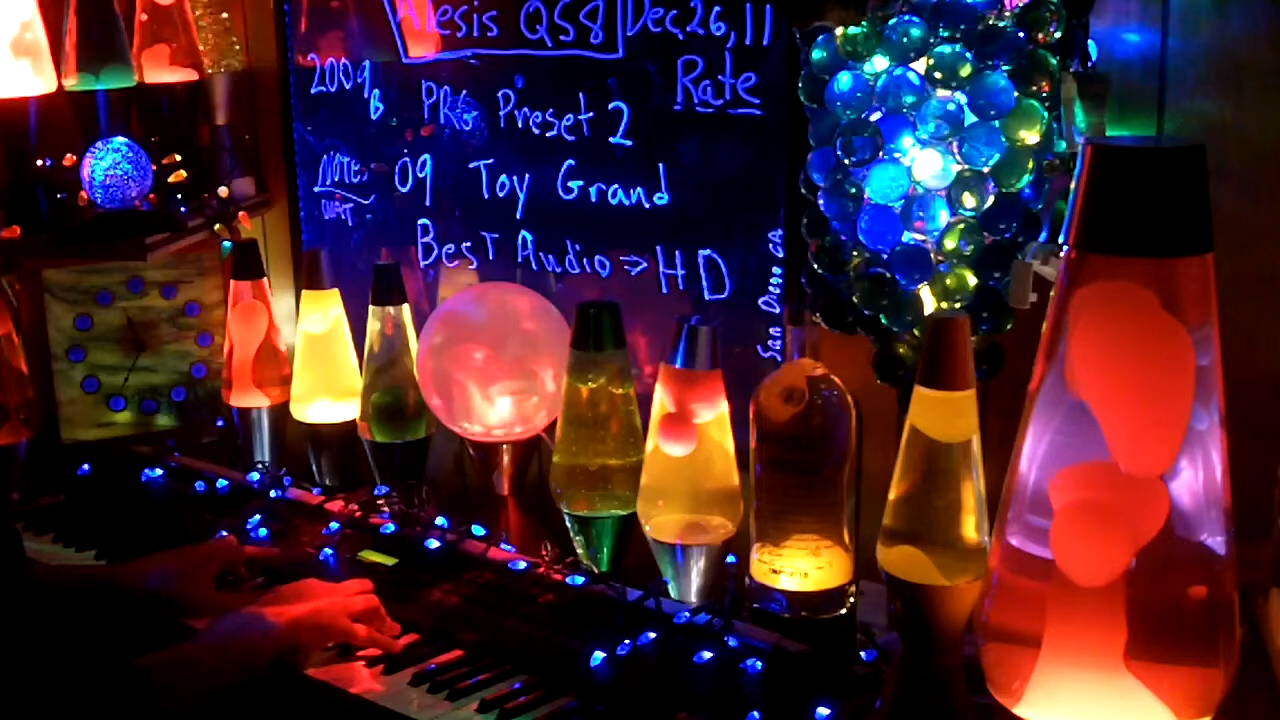 Alesis QS8 Dec, 26, 11
Rate
2009
B
PRG Preset 2
NOTE:
09 Toy Grand
Best Audio ⇒ HD
San Diego CA